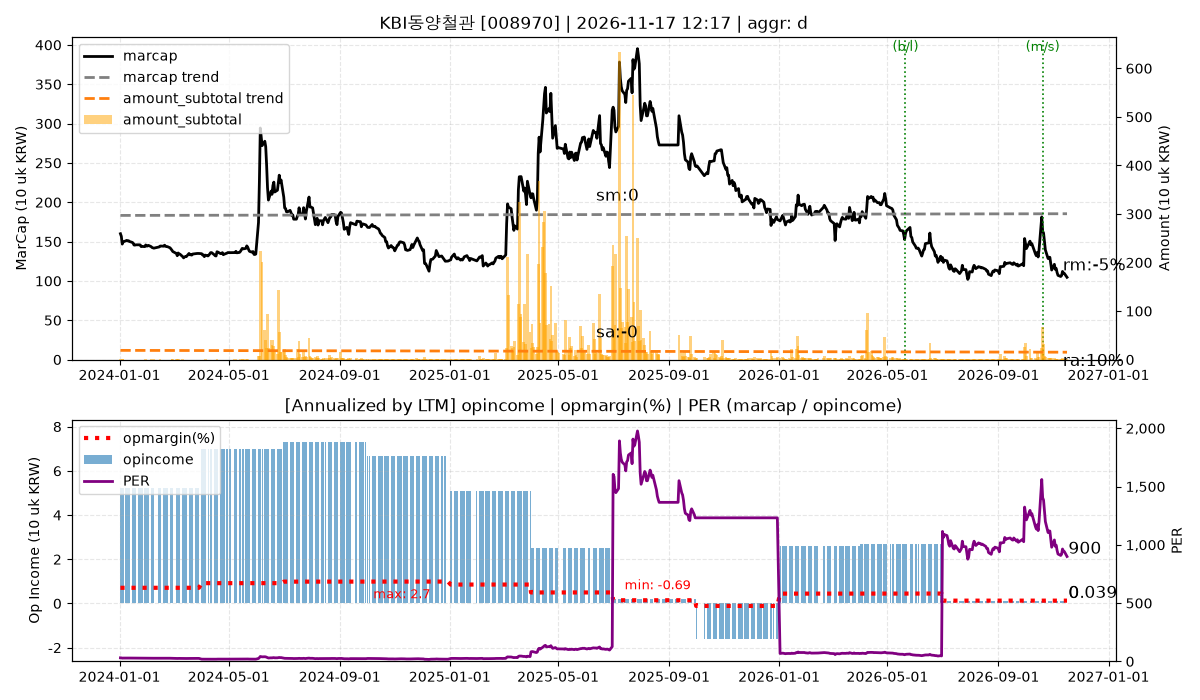 KBI동양철관 [008970] | 2026-11-17 12:17 | aggr: d
MarCap (10 uk KRW)
400
350
300
250
200
150
100
50
0
marcap
marcap trend
amount_subtotal trend
amount_subtotal
(b/l)
(m/s)
sm:0
sa:-0
rm:-5%
ra:10%
600
500
400
300
200
100
0
Amount (10 uk KRW)
2024-01-01 2024-05-01 2024-09-01 2025-01-01 2025-05-01 2025-09-01 2026-01-01 2026-05-01 2026-09-01 2027-01-01
[Annualized by LTM] opincome | opmargin(%) | PER (marcap / opincome)
Op Income (10 uk KRW)
8
6
4
2
0
-2
opmargin(%)
opincome
PER
max: 2.7
min: -0.69
900
0.039
2,000
1,500
1,000
500
0
PER
2024-01-01 2024-05-01 2024-09-01 2025-01-01 2025-05-01 2025-09-01 2026-01-01 2026-05-01 2026-09-01 2027-01-01